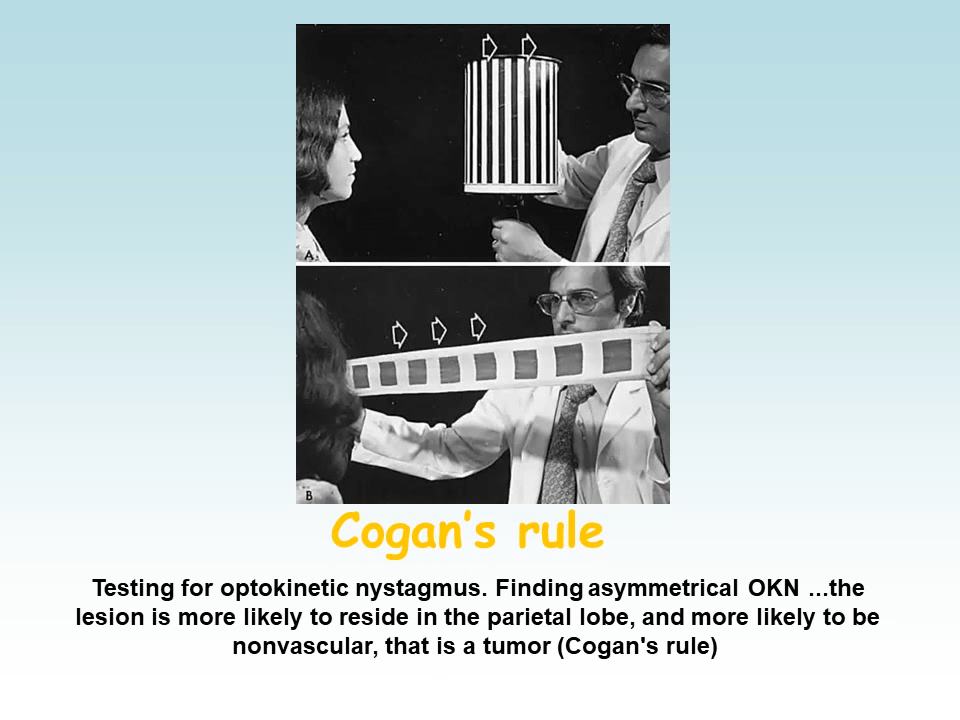 A
B
Cogan's rule
Testing for optokinetic nystagmus. Finding asymmetrical OKN ...the
lesion is more likely to reside in the parietal lobe, and more likely to be
nonvascular, that is a tumor (Cogan's rule)